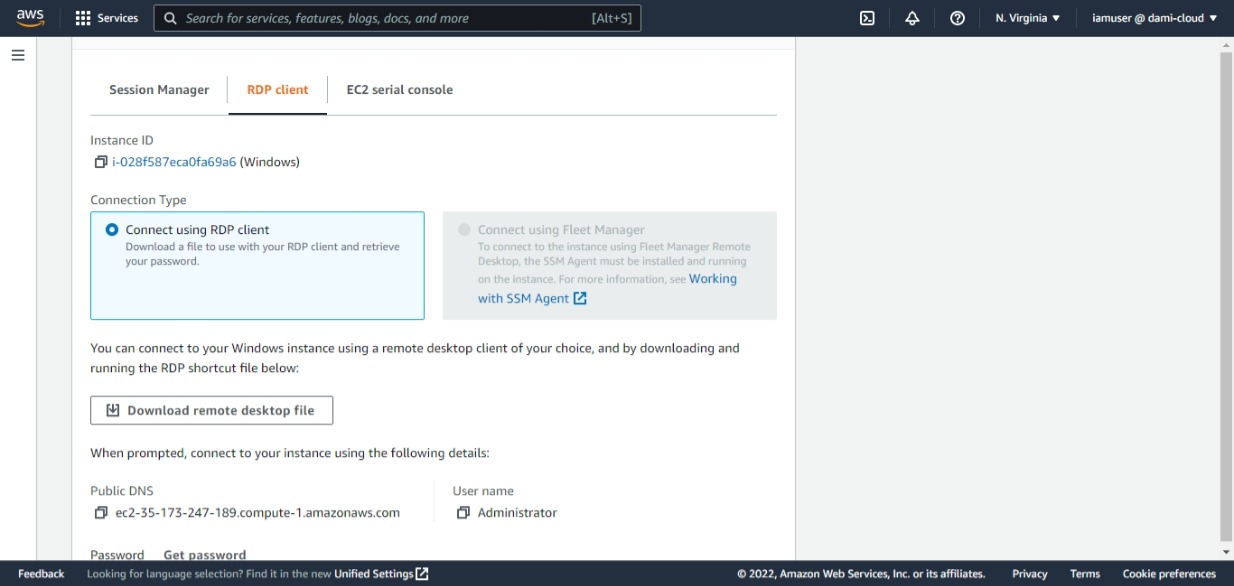 aws Services Search for services, features, blogs, docs, and more [Alt+S] N. Virginia ▼ iamuser @ dami-cloud ▼
Session Manager RDP client EC2 serial console
Instance ID
i-028f587eca0fa69a6 (Windows)
Connection Type
Connect using RDP client
Download a file to use with your RDP client and retrieve
your password.
Connect using Fleet Manager
To connect to the instance using Fleet Manager Remote
Desktop, the SSM Agent must be installed and running
on the instance. For more information, see Working
with SSM Agent
You can connect to your Windows instance using a remote desktop client of your choice, and by downloading and
running the RDP shortcut file below:
Download remote desktop file
When prompted, connect to your instance using the following details:
Public DNS
ec2-35-173-247-189.compute-1.amazonaws.com
User name
Administrator
Password Get password
Feedback Looking for language selection? Find it in the new Unified Settings © 2022, Amazon Web Services, Inc. or its affiliates. Privacy Terms Cookie preferences